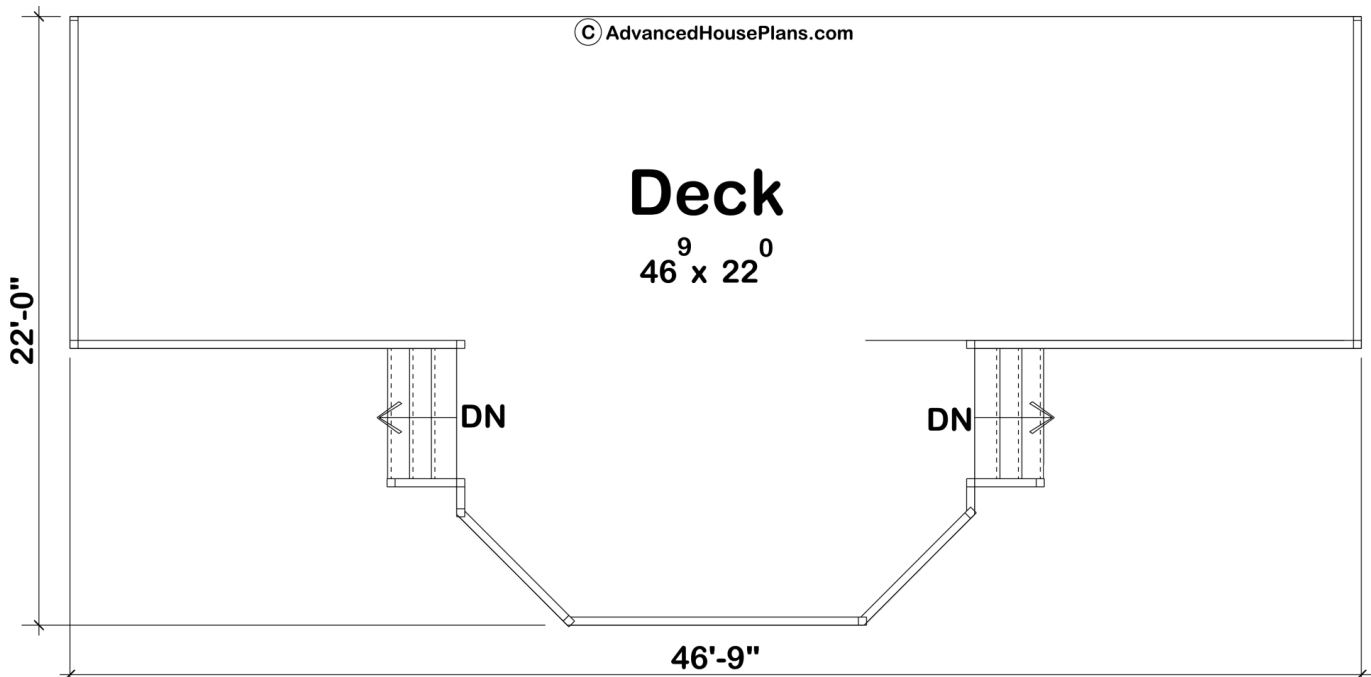 © AdvancedHousePlans.com
Deck
46⁹ x 22⁰
22'-0"
DN
DN
46'-9"